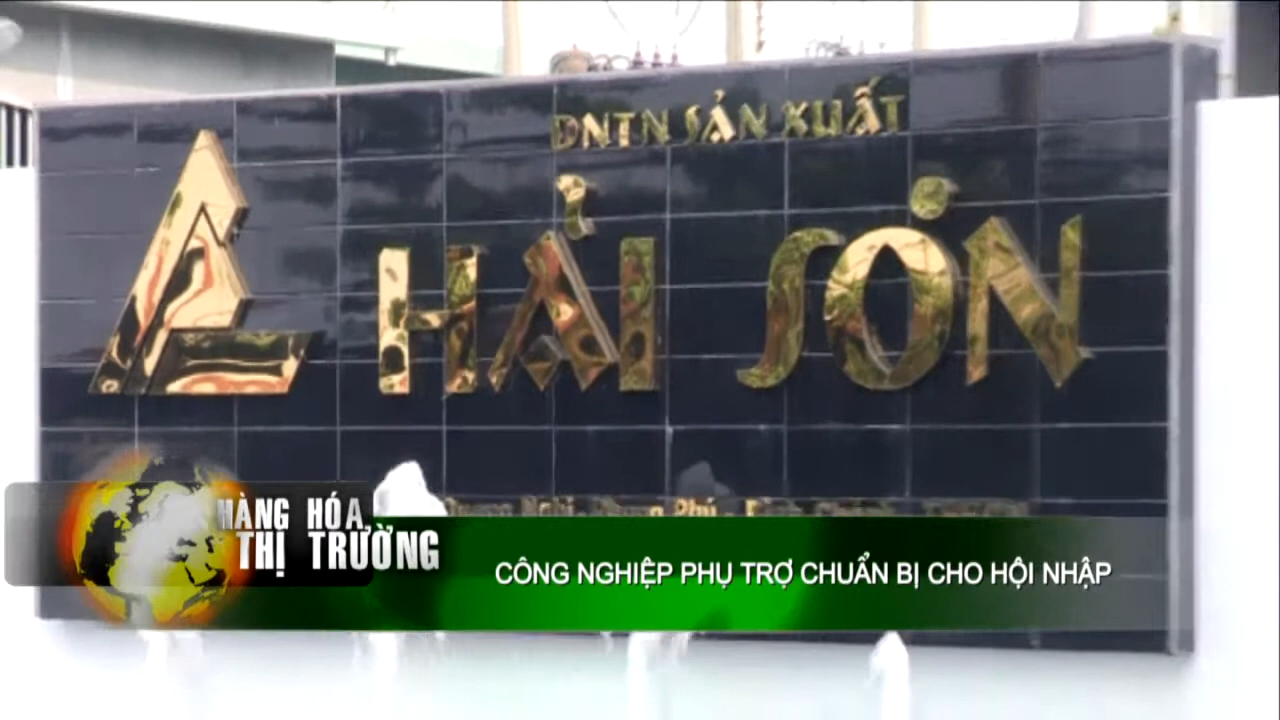 DNTN SẢN XUẤT
HẢI SƠN
HÀNG HÓA
THỊ TRƯỜNG
CÔNG NGHIỆP PHỤ TRỢ CHUẨN BỊ CHO HỘI NHẬP